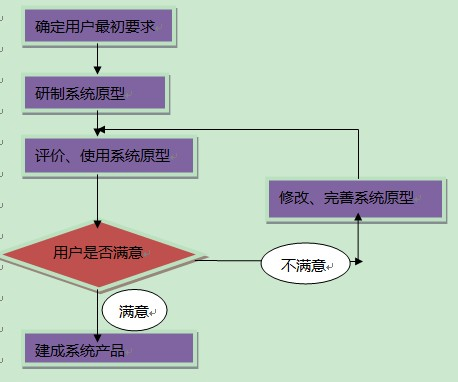 确定用户最初要求
研制系统原型
评价、使用系统原型
修改、完善系统原型
用户是否满意
不满意
满意
建成系统产品